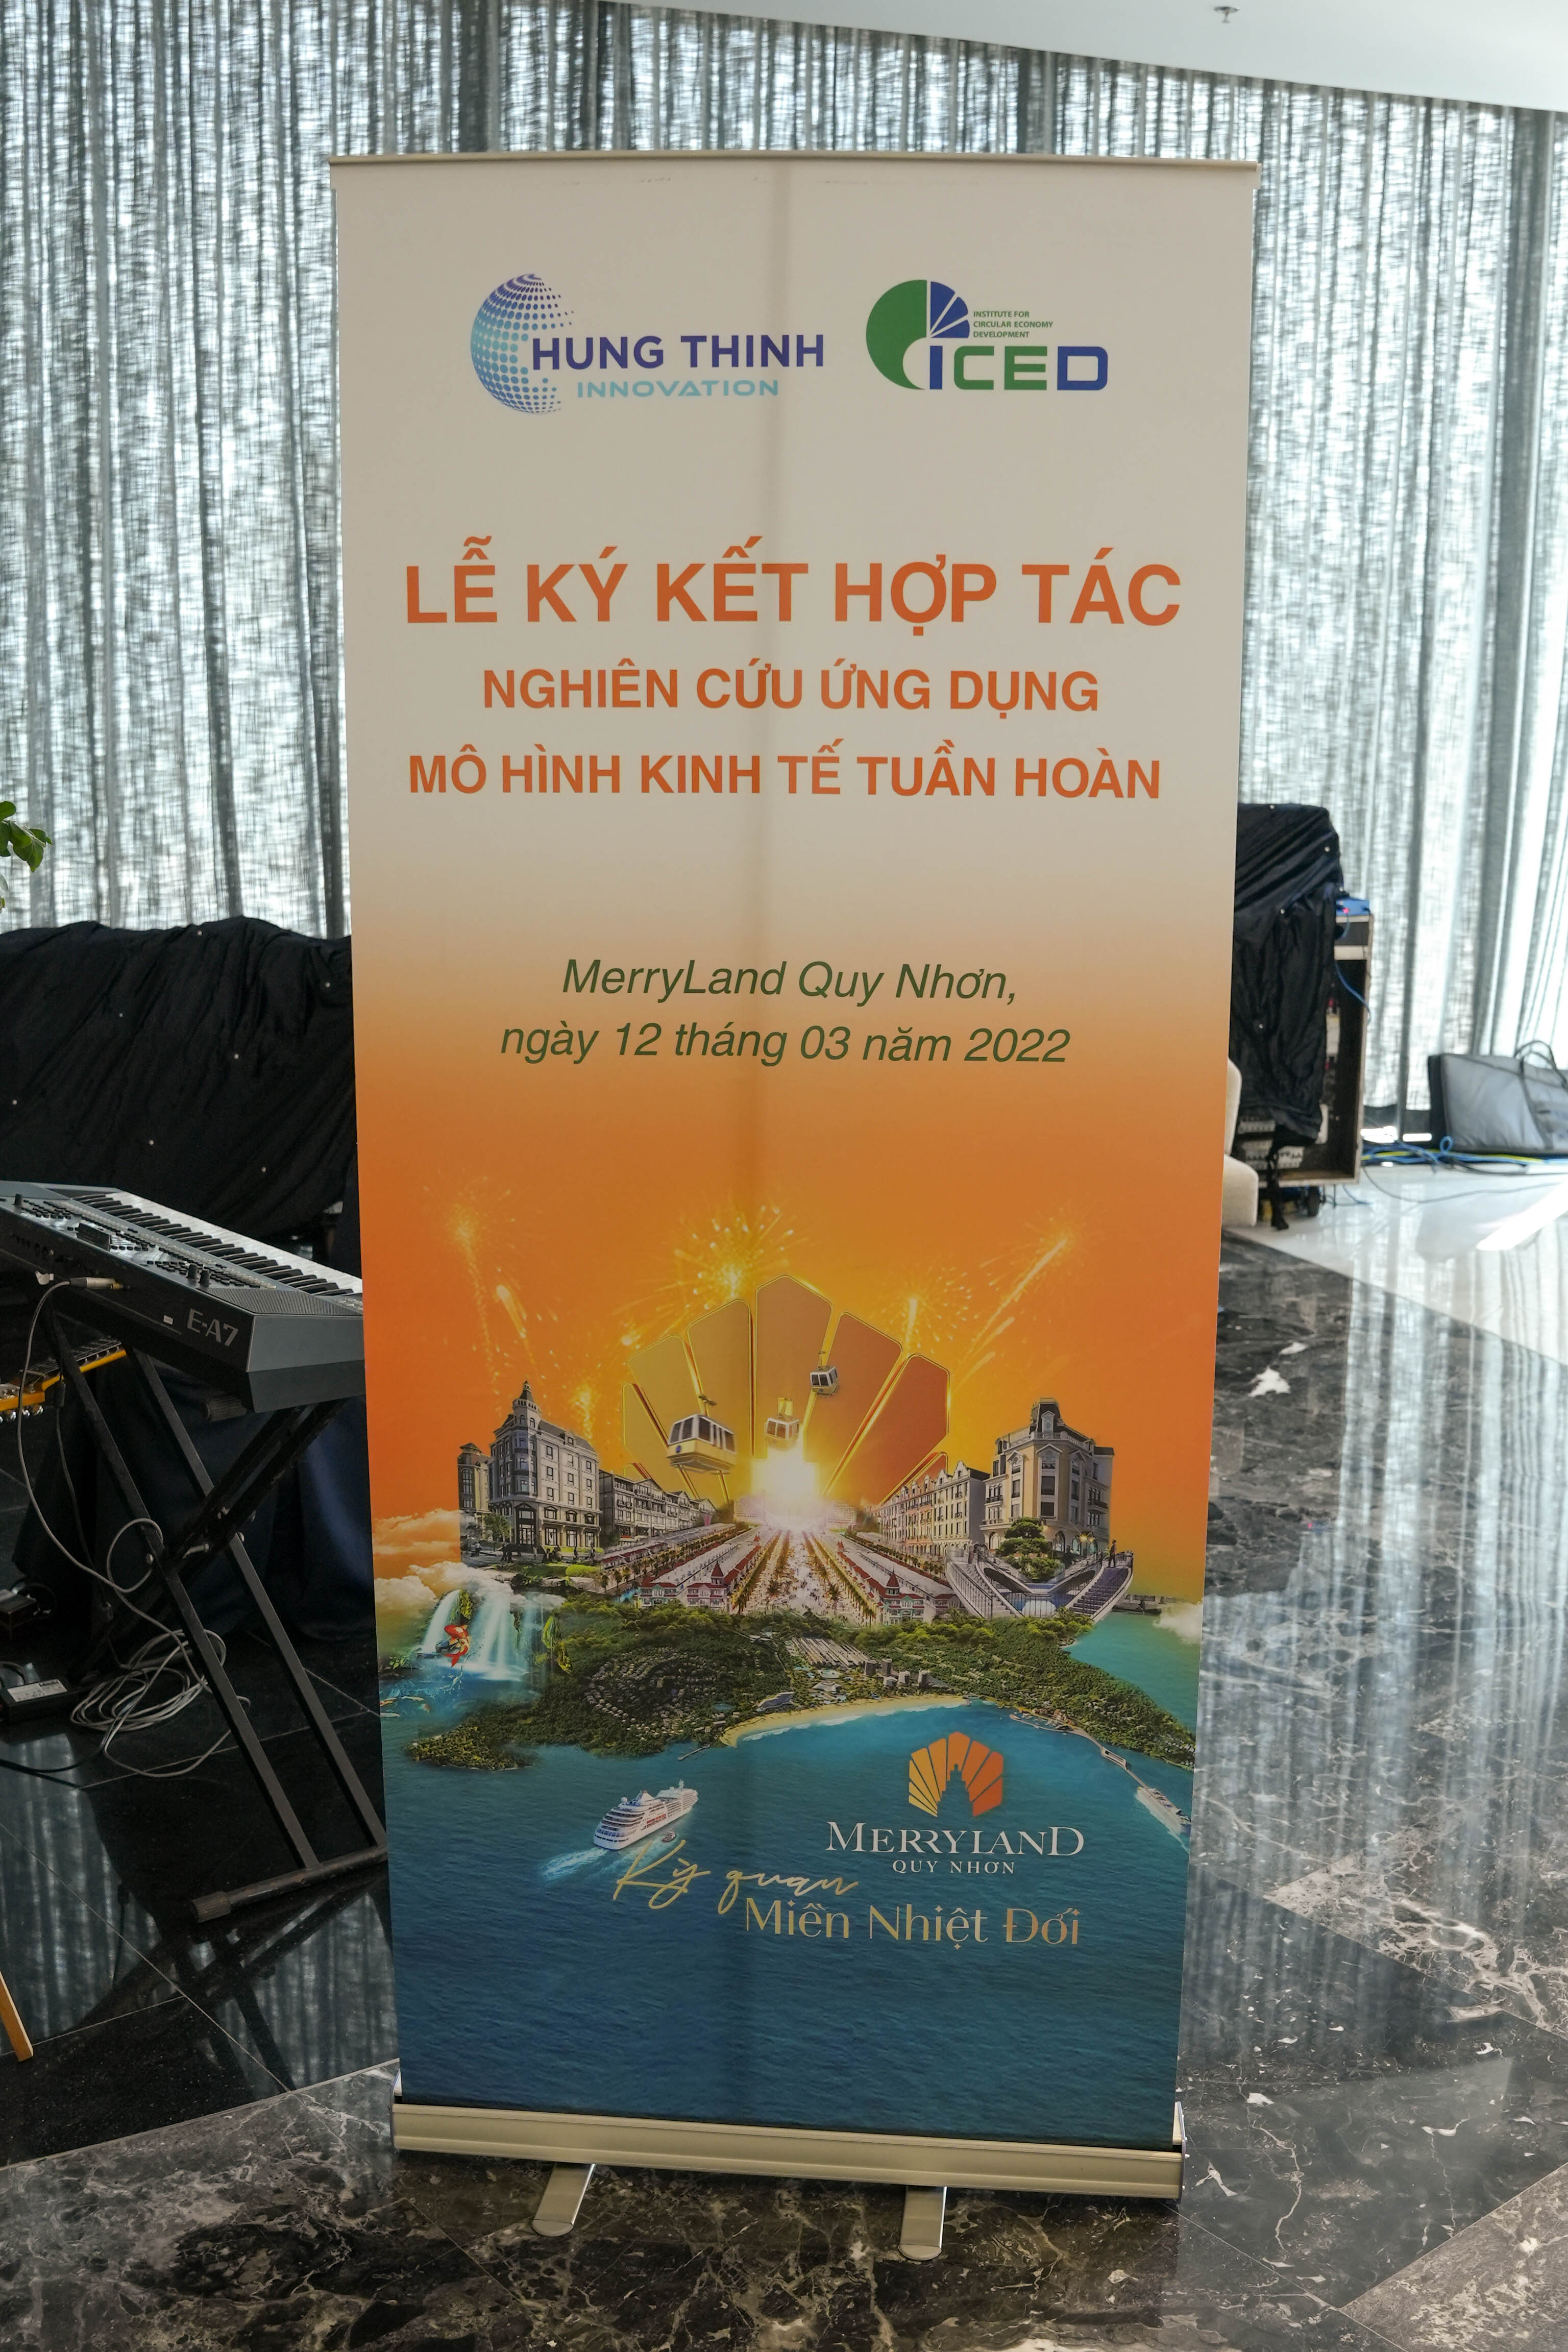 HUNG THINH
INNOVATION
INSTITUTE FOR
CIRCULAR ECONOMY
DEVELOPMENT
ICED
LỄ KÝ KẾT HỢP TÁC
NGHIÊN CỨU ỨNG DỤNG
MÔ HÌNH KINH TẾ TUẦN HOÀN
MerryLand Quy Nhơn,
ngày 12 tháng 03 năm 2022
E-A7
MERRYLAND
QUY NHƠN
Kỳ quan
Miền Nhiệt Đới